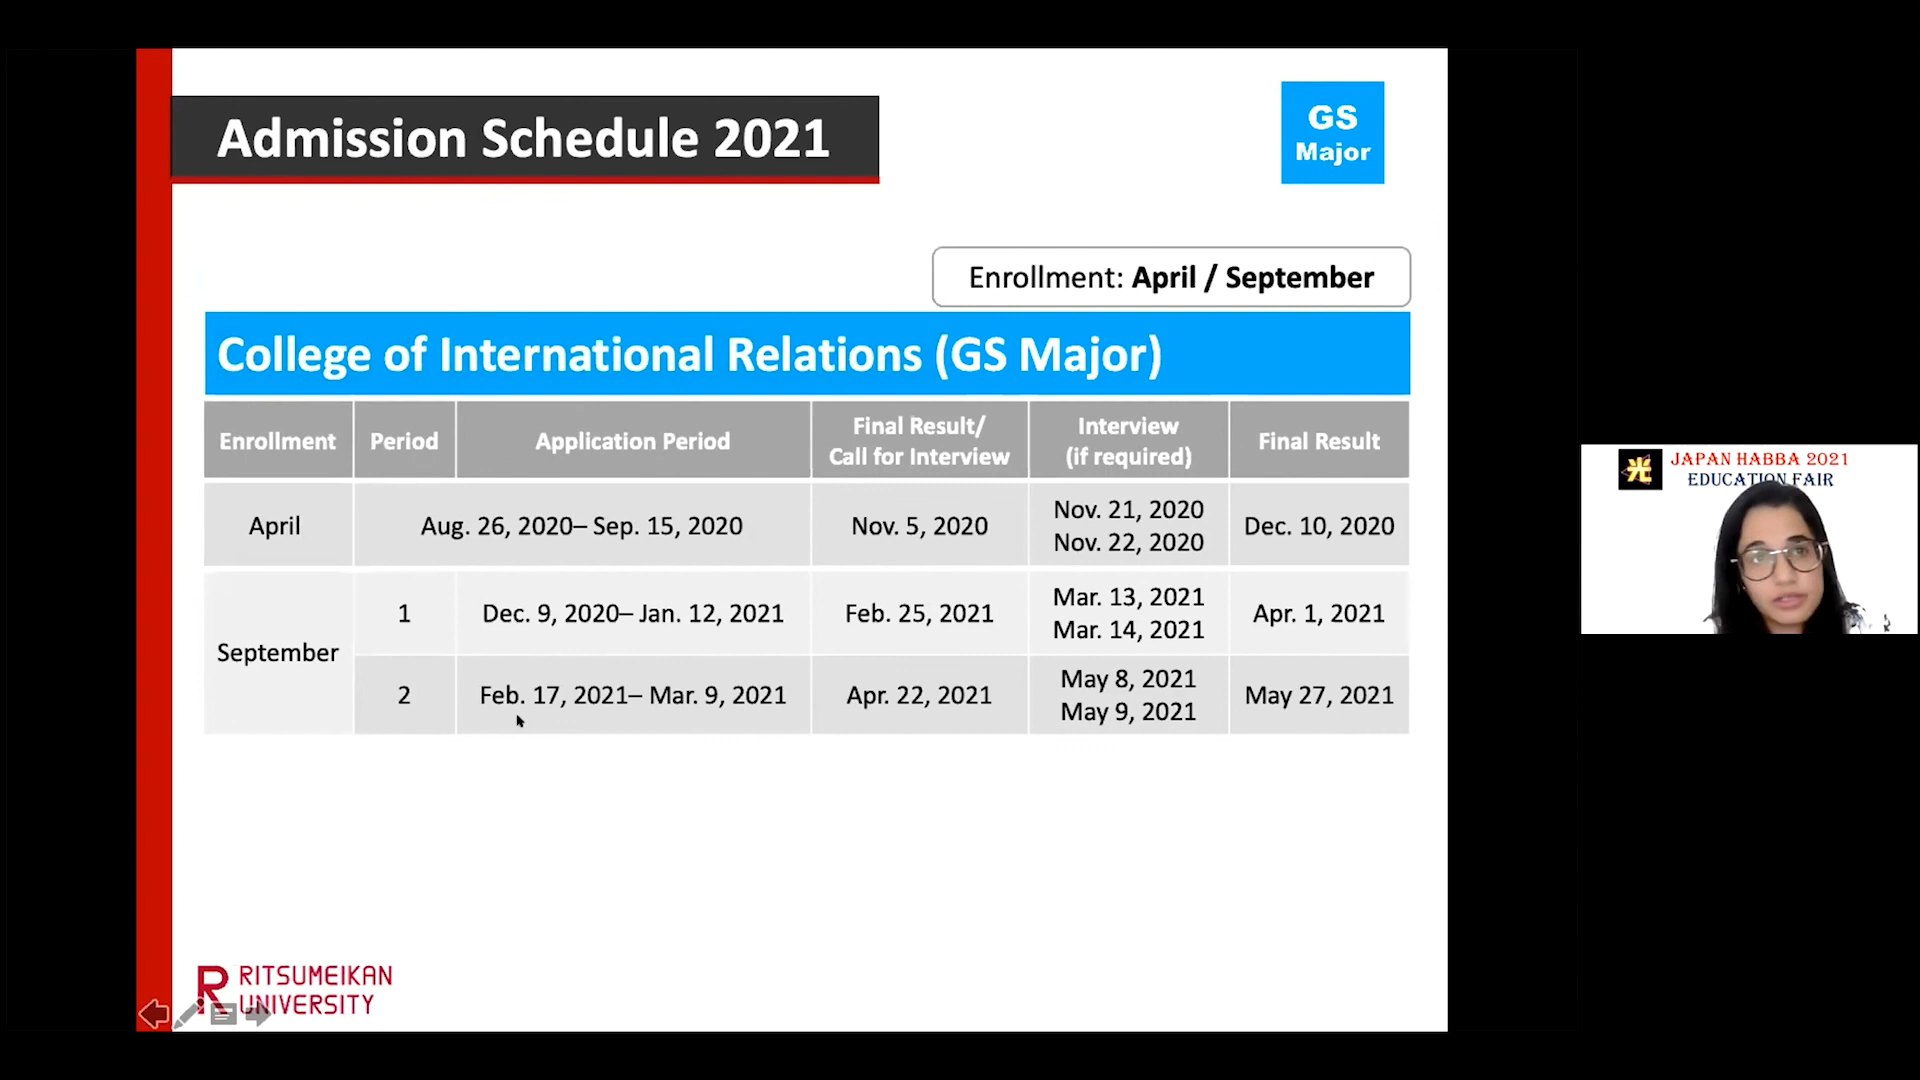 Admission Schedule 2021
GS
Major
Enrollment: April / September
College of International Relations (GS Major)
Enrollment
Period
Application Period
Final Result/
Call for Interview
Interview
(if required)
Final Result
April
Aug. 26, 2020– Sep. 15, 2020
Nov. 5, 2020
Nov. 21, 2020
Nov. 22, 2020
Dec. 10, 2020
September
1
Dec. 9, 2020– Jan. 12, 2021
Feb. 25, 2021
Mar. 13, 2021
Mar. 14, 2021
Apr. 1, 2021
2
Feb. 17, 2021– Mar. 9, 2021
Apr. 22, 2021
May 8, 2021
May 9, 2021
May 27, 2021
光
JAPAN HABBA 2021
EDUCATION FAIR
R RITSUMEIKAN
UNIVERSITY